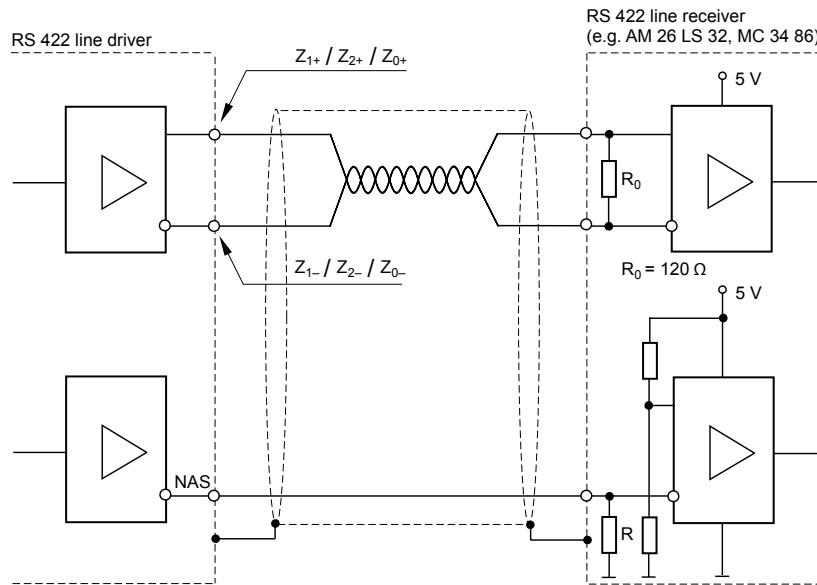 RS 422 line driver
RS 422 line receiver
(e.g. AM 26 LS 32, MC 34 86)
Z1+ / Z2+ / Z0+
5 V
R0
Z1– / Z2– / Z0–
R0 = 120 Ω
5 V
NAS
R